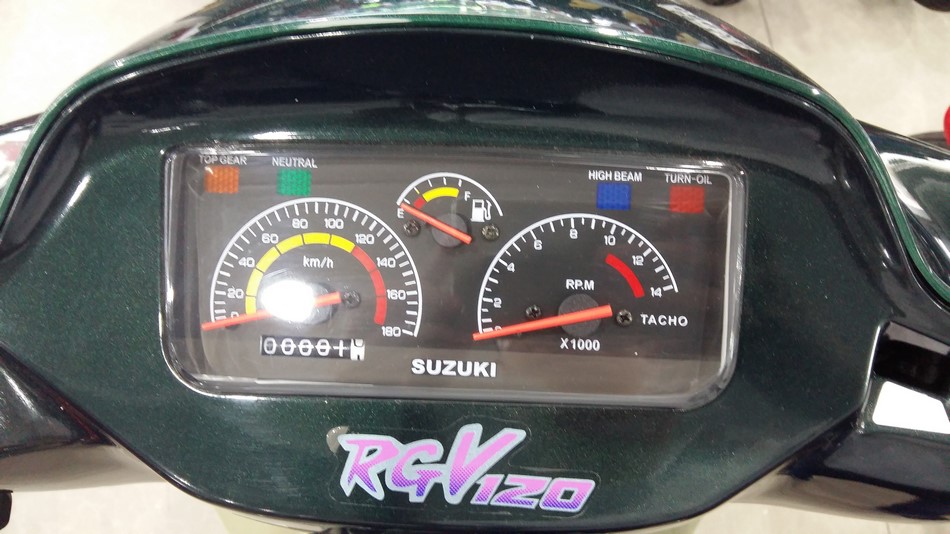 TOP GEAR
NEUTRAL
HIGH BEAM
TURN-OIL
E
F
0
20
40
60
80
100
120
140
160
180
km/h
2
4
6
8
10
12
14
RPM
X1000
TACHO
SUZUKI
RGV120